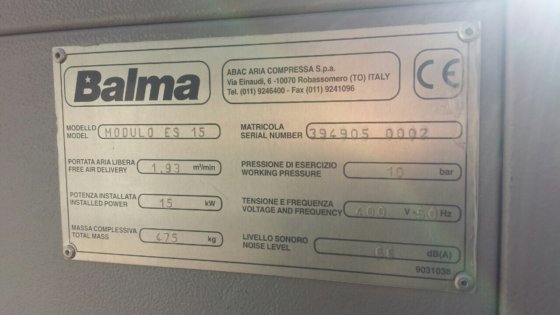 Balma
ABAC ARIA COMPRESSA S.p.a.
Via Einaudi, 6 -10070 Robassomero (TO) ITALY
Tel. (011) 9246400 - Fax (011) 9241096
CE
MODELLO
MODEL
MODULO ES 15
MATRICOLA
SERIAL NUMBER
394905 0002
PORTATA ARIA LIBERA
FREE AIR DELIVERY
1.93 m³/min
PRESSIONE DI ESERCIZIO
WORKING PRESSURE
10 bar
POTENZA INSTALLATA
INSTALLED POWER
15 kW
TENSIONE E FREQUENZA
VOLTAGE AND FREQUENCY
400 V - 50 Hz
MASSA COMPLESSIVA
TOTAL MASS
475 kg
LIVELLO SONORO
NOISE LEVEL
dB(A)
9031038